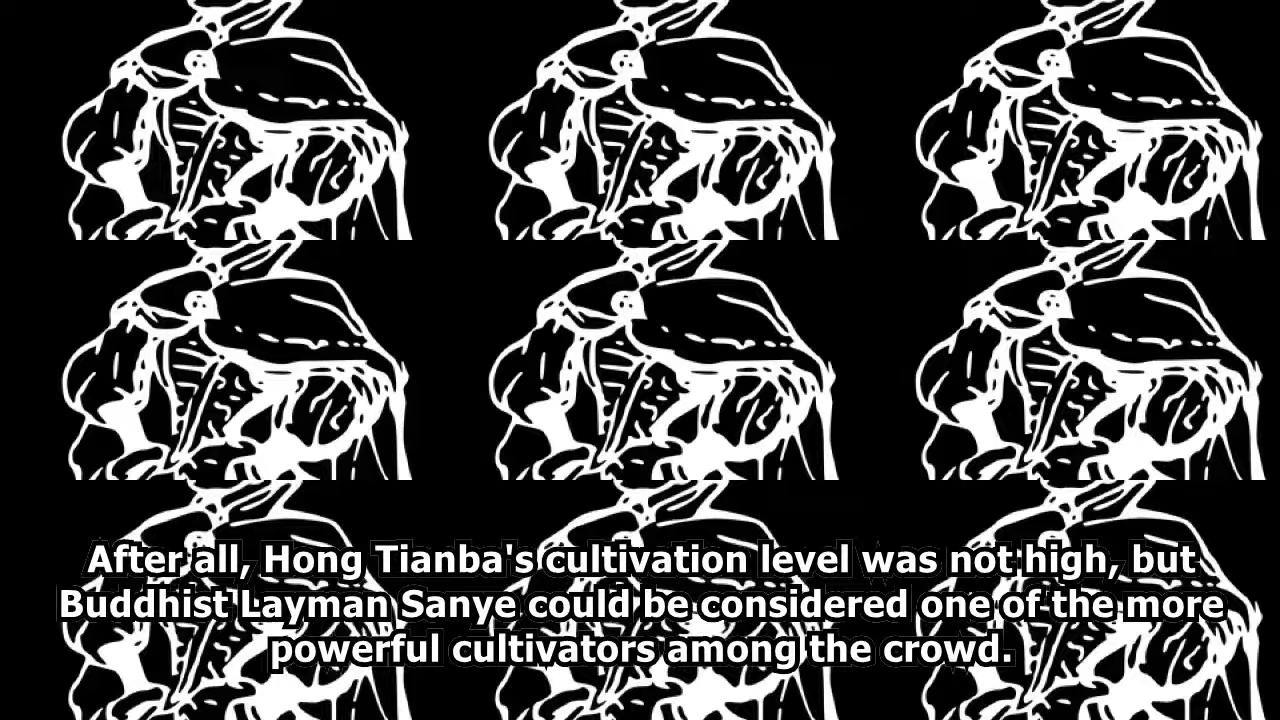 After all, Hong Tianba's cultivation level was not high, but
Buddhist Layman Sanye could be considered one of the more
powerful cultivators among the crowd.